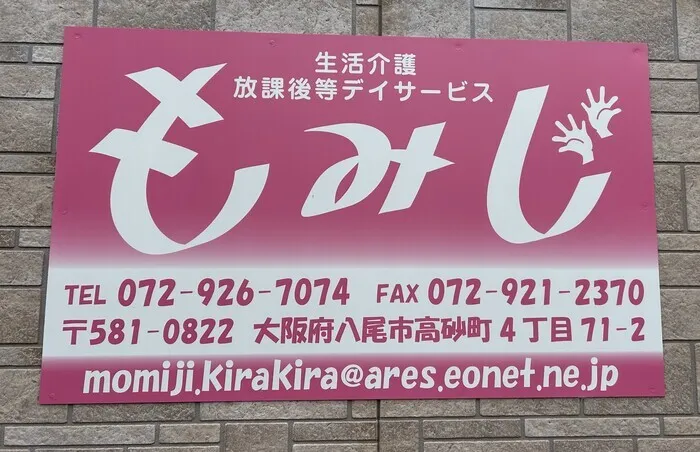 生活介護
放課後等デイサービス
もみじ
TEL 072-926-7074 FAX 072-921-2370
〒581-0822 大阪府八尾市高砂町4丁目71-2
momiji.kirakira@ares.eonet.ne.jp